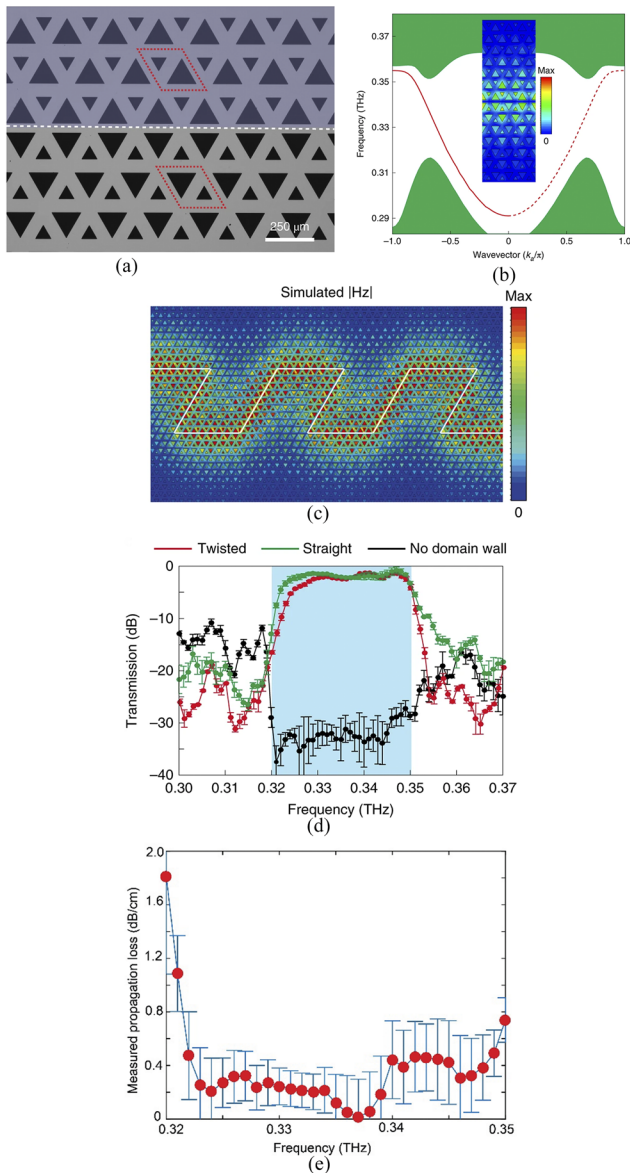 250 μm
(a)
0.37
0.35
0.33
0.31
0.29
Frequency (THz)
Max
0
-1.0 -0.5 0 0.5 1.0
Wavevector (kₐ/π)
(b)
Simulated |Hz|
Max
0
(c)
Twisted Straight No domain wall
0
−10
−20
−30
−40
Transmission (dB)
0.30 0.31 0.32 0.33 0.34 0.35 0.36 0.37
Frequency (THz)
(d)
2.0
1.6
1.2
0.8
0.4
0
Measured propagation loss (dB/cm)
0.32 0.33 0.34 0.35
Frequency (THz)
(e)